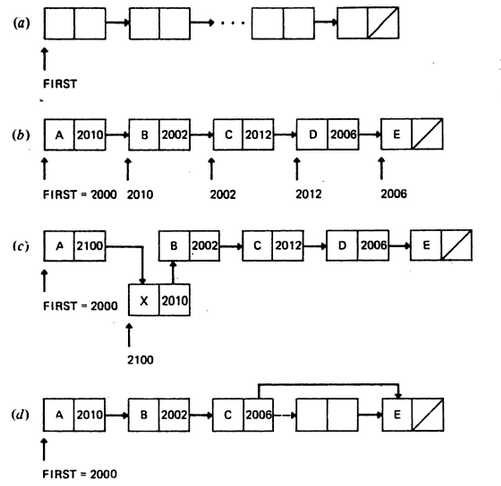 (a)
...
FIRST
(b) A 2010 B 2002 C 2012 D 2006 E
FIRST = 2000 2010 2002 2012 2006
(c) A 2100 B 2002 C 2012 D 2006 E
FIRST = 2000 X 2010
2100
(d) A 2010 B 2002 C 2006 E
FIRST = 2000